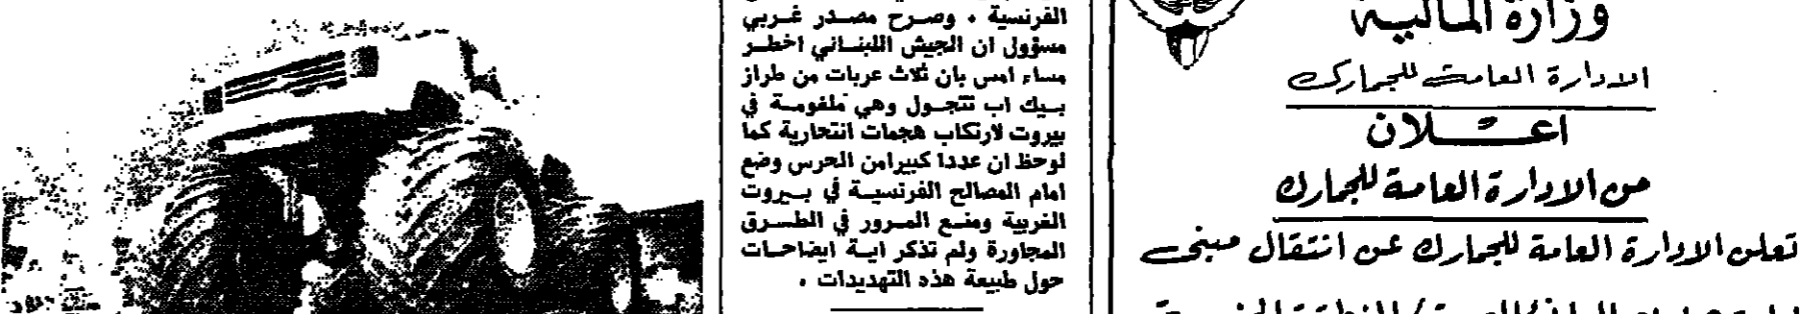 الفرنسية . وصرح مصدر غربي
مسؤول ان الجيش اللبناني اخطر
مساء امس بان ثلاث عربات من طراز
بيك اب تتجول وهي ملغومة في
بيروت لارتكاب هجمات انتحارية كما
لوحظ ان عددا كبيرامن الحرس وضع
امام المصالح الفرنسية في بيروت
الغربية ومنع المرور في الطرق
المجاورة ولم تذكر اية ايضاحات
حول طبيعة هذه التهديدات .
وزارة المالية
الادارة العامة للجمارك
اعلان
من الادارة العامة للجمارك
تعلن الادارة العامة للجمارك عن انتقال مبنى